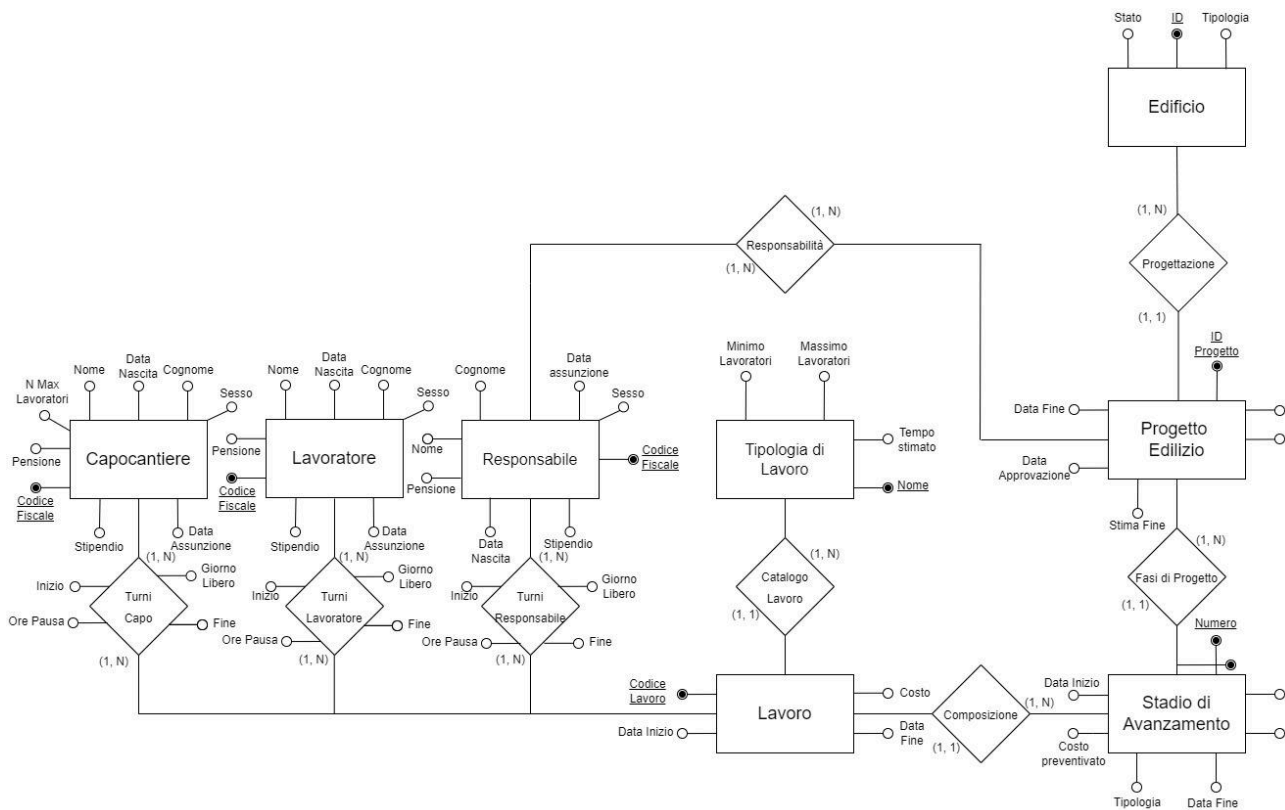 Stato
ID
Tipologia
Edificio
(1, N)
Progettazione
(1, 1)
(1, N)
Responsabilità
(1, N)
ID
Progetto
Data Fine
Progetto
Edilizio
Data
Approvazione
Stima Fine
Minimo
Lavoratori
Massimo
Lavoratori
Tipologia di
Lavoro
Tempo
stimato
Nome
N Max
Lavoratori
Nome
Data
Nascita
Cognome
Sesso
Pensione
Capocantiere
Codice
Fiscale
Stipendio
Data
Assunzione
Nome
Data
Nascita
Cognome
Sesso
Pensione
Lavoratore
Codice
Fiscale
Stipendio
Data
Assunzione
Cognome
Data
assunzione
Sesso
Nome
Responsabile
Codice
Fiscale
Pensione
Data
Nascita
Stipendio
(1, N)
Inizio
Giorno
Libero
Turni
Capo
Ore Pausa
Fine
(1, N)
(1, N)
Inizio
Giorno
Libero
Turni
Lavoratore
Ore Pausa
Fine
(1, N)
(1, N)
Inizio
Giorno
Libero
Turni
Responsabile
Ore Pausa
Fine
(1, N)
(1, N)
Catalogo
Lavoro
(1, 1)
(1, N)
Fasi di Progetto
(1, 1)
Numero
Codice
Lavoro
Costo
Lavoro
Data Inizio
Data
Fine
Composizione
(1, N)
(1, 1)
Data Inizio
Stadio di
Avanzamento
Costo
preventivato
Tipologia
Data Fine